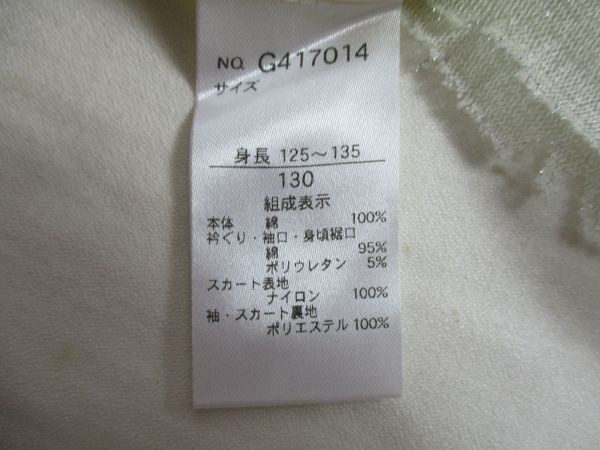 NO. G417014
サイズ
身長 125～135
130
組成表示
本体 綿 100%
衿ぐり・袖口・身頃裾口
綿 95%
ポリウレタン 5%
スカート表地
ナイロン 100%
袖・スカート裏地
ポリエステル 100%